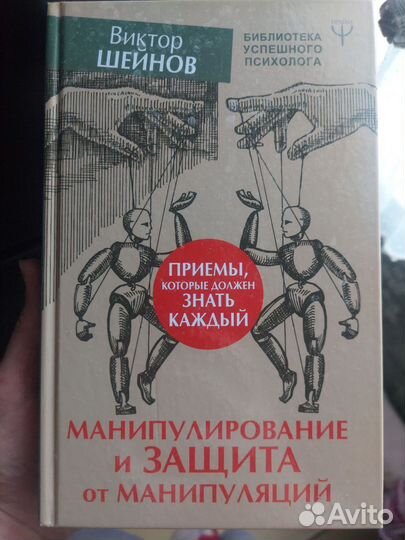 Виктор
ШЕЙНОВ
БИБЛИОТЕКА
УСПЕШНОГО
ПСИХОЛОГА
ПРИЕМЫ,
КОТОРЫЕ ДОЛЖЕН
ЗНАТЬ
КАЖДЫЙ
МАНИПУЛИРОВАНИЕ
и ЗАЩИТА
от МАНИПУЛЯЦИЙ
Avito